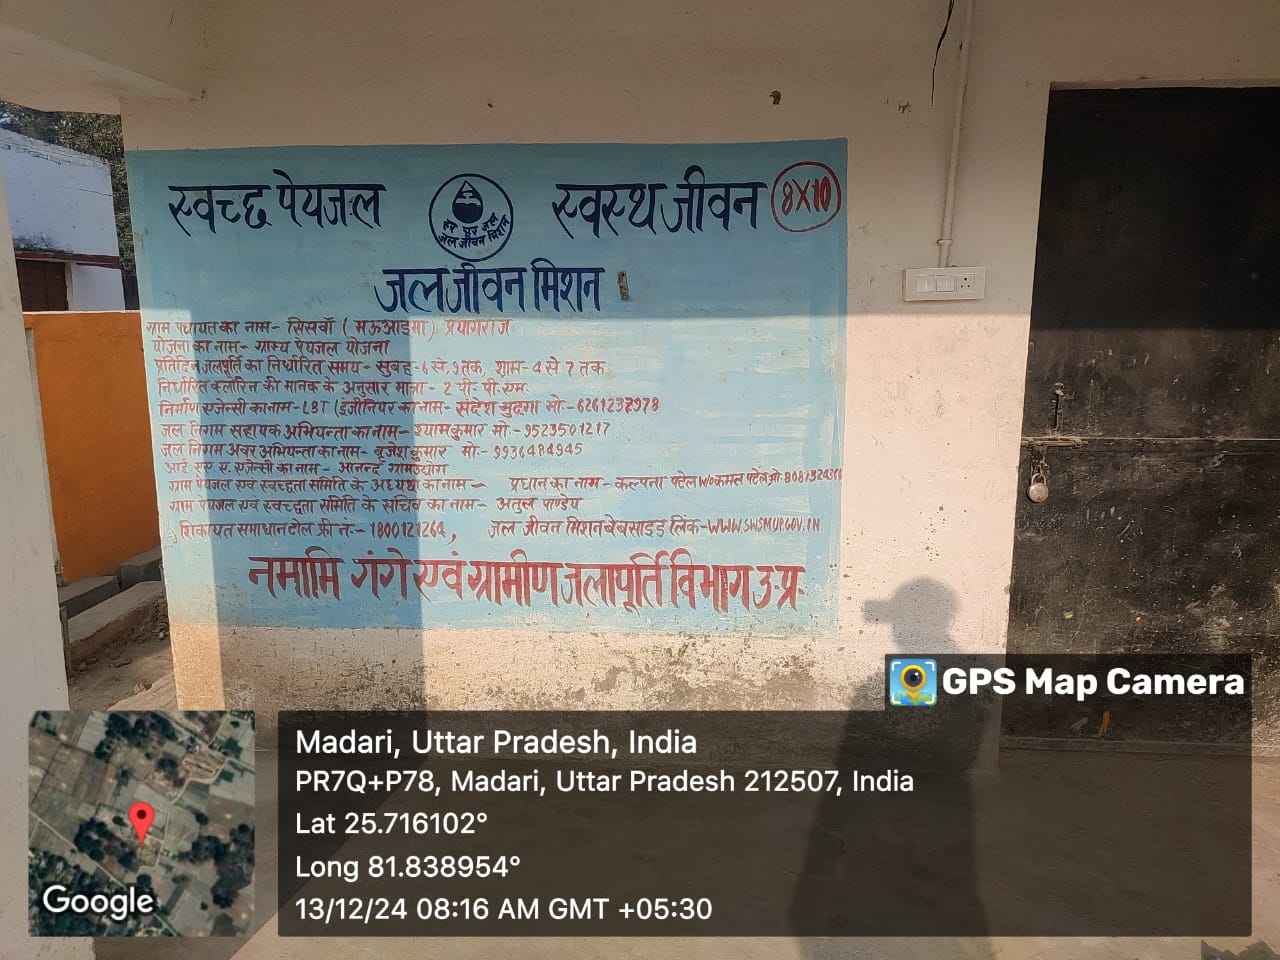 स्वच्छ पेयजल
हर घर जल
जल जीवन मिशन
स्वस्थ जीवन
8X10
जल जीवन मिशन
ग्राम पंचायत का नाम- सिसवाँ ( मऊआइमा) प्रयागराज
योजना का नाम- ग्राम्य पेयजल योजना
प्रतिदिन जलपूर्ति का निर्धारित समय- सुबह- 6 से 9 तक, शाम- 4 से 7 तक
निर्धारित क्लोरिन की मानक के अनुसार मात्रा- 2 पी. पी. एम.
निर्माण एजेन्सी का नाम- L&T (इंजीनियर का नाम- संदेश मो.-6261237978
जल निगम सहायक अभियन्ता का नाम- श्याम कुमार मो.-9523501217
जल निगम अवर अभियन्ता का नाम- बृजेश कुमार मो.- 9936484945
आई. एस. ए. एजेन्सी का नाम- आनन्द ग्रामोद्योग
ग्राम पेयजल एवं स्वच्छता समिति के अध्यक्ष का नाम- प्रधान का नाम- कल्पना पटेल W/O कमल पटेल मो.
ग्राम पेयजल एवं स्वच्छता समिति के सचिव का नाम- अतुल पाण्डेय
शिकायत समाधान टोल फ्री नं.- 1800121264, जल जीवन मिशन बेबसाइड लिंक-WWW.SWSMUP.GOV.IN
नमामि गंगे एवं ग्रामीण जलापूर्ति विभाग उ.प्र.
GPS Map Camera
Madari, Uttar Pradesh, India
PR7Q+P78, Madari, Uttar Pradesh 212507, India
Lat 25.716102°
Long 81.838954°
13/12/24 08:16 AM GMT +05:30
Google